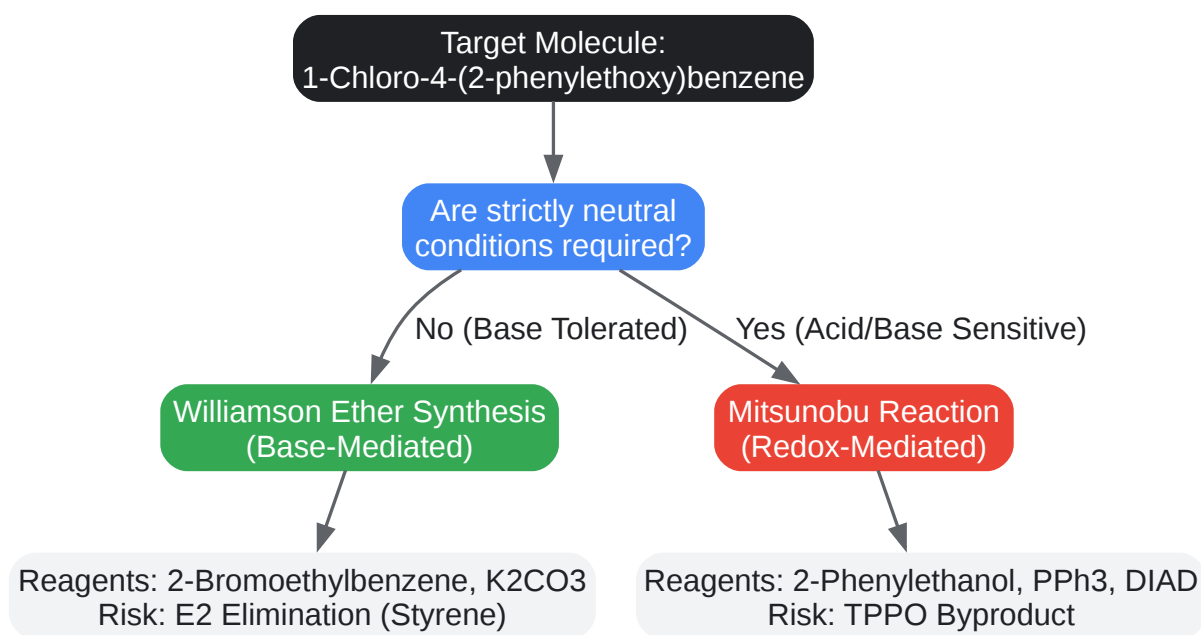 Target Molecule:
1-Chloro-4-(2-phenylethoxy)benzene
Are strictly neutral
conditions required?
No (Base Tolerated)
Yes (Acid/Base Sensitive)
Williamson Ether Synthesis
(Base-Mediated)
Mitsunobu Reaction
(Redox-Mediated)
Reagents: 2-Bromoethylbenzene, K2CO3
Risk: E2 Elimination (Styrene)
Reagents: 2-Phenylethanol, PPh3, DIAD
Risk: TPPO Byproduct